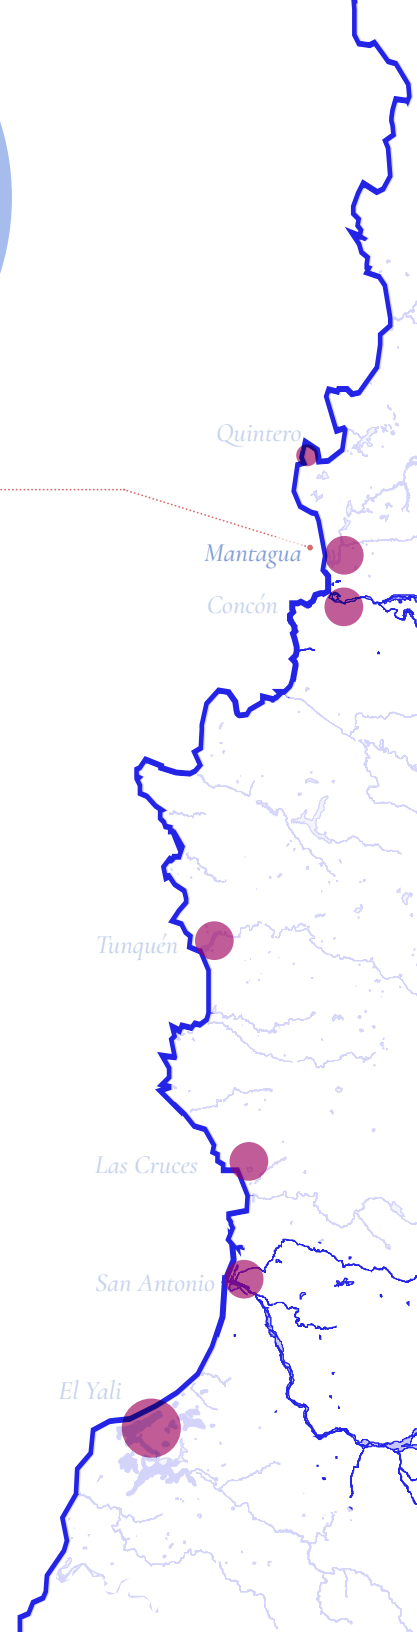 Quintero
Mantagua
Concón
Tunquén
Las Cruces
San Antonio
El Yali